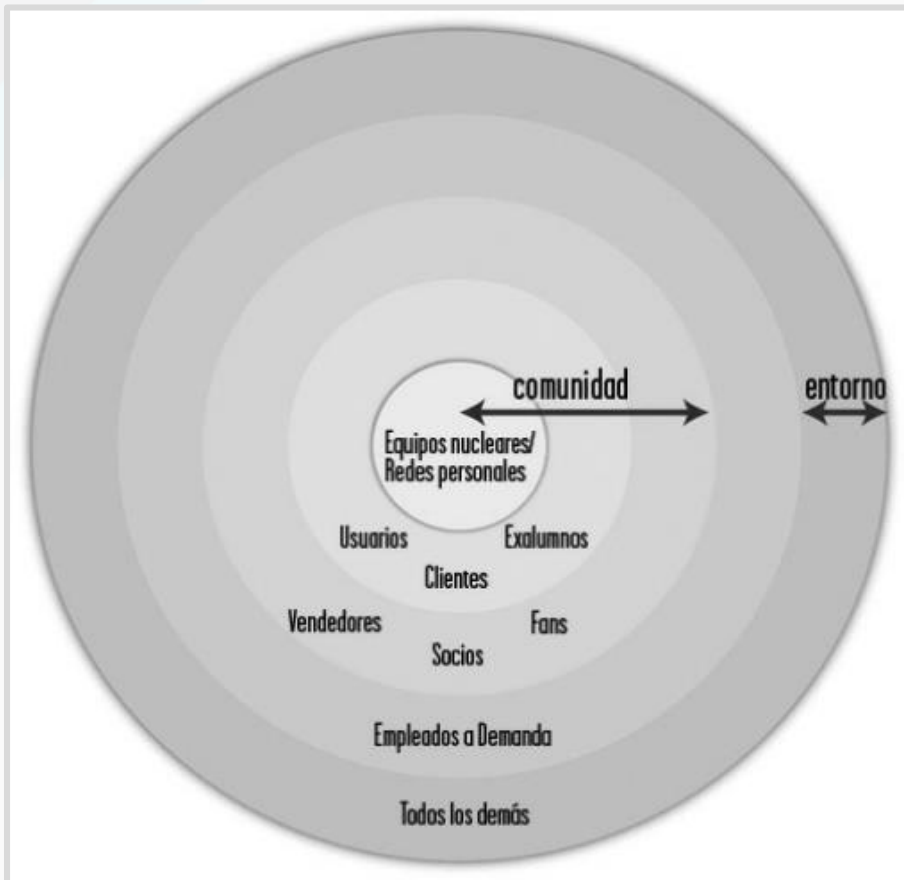 comunidad
entorno
Equipos nucleares/
Redes personales
Usuarios
Exalumnos
Clientes
Vendedores
Fans
Socios
Empleados a Demanda
Todos los demás